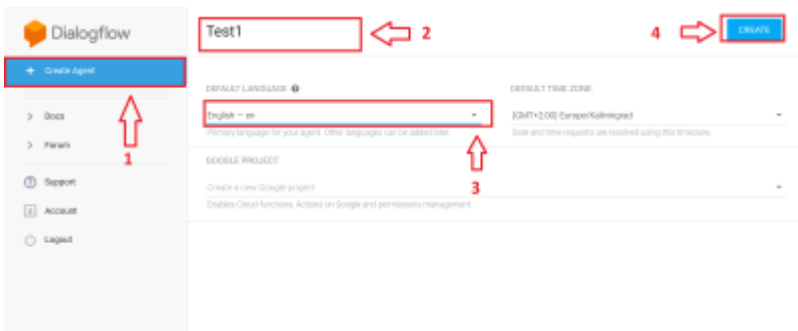 Dialogflow
Test1
2
4
CREATE
+ Create Agent
DEFAULT LANGUAGE
DEFAULT TIME ZONE
English — en
(GMT+2:00) Europe/Kaliningrad
Primary language for your agent. Other languages can be added later.
Date and time requests are resolved using this timezone.
> Docs
> Forum
1
3
GOOGLE PROJECT
Create a new Google project
Enables Cloud functions, Actions on Google and permissions management.
Support
Account
Logout